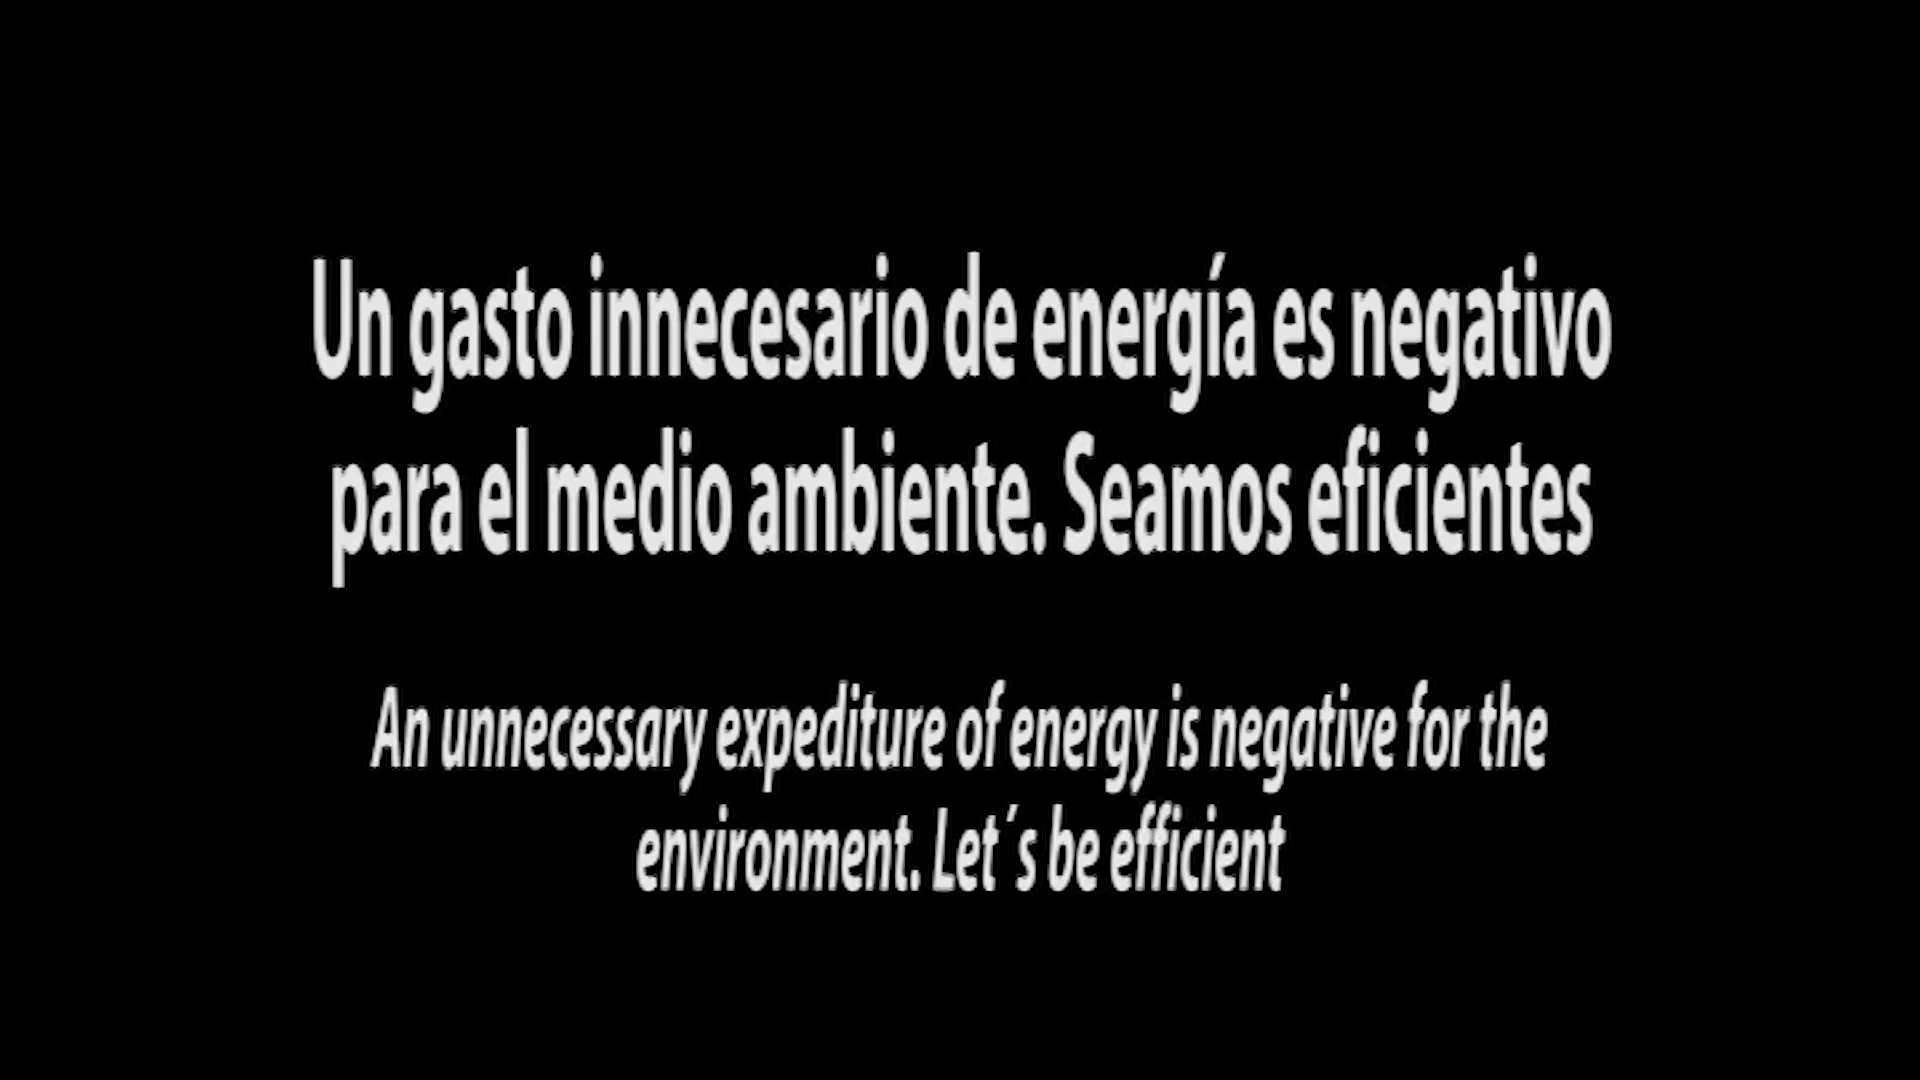 Un gasto innecesario de energía es negativo
para el medio ambiente. Seamos eficientes
An unnecessary expediture of energy is negative for the
environment. Let´s be efficient